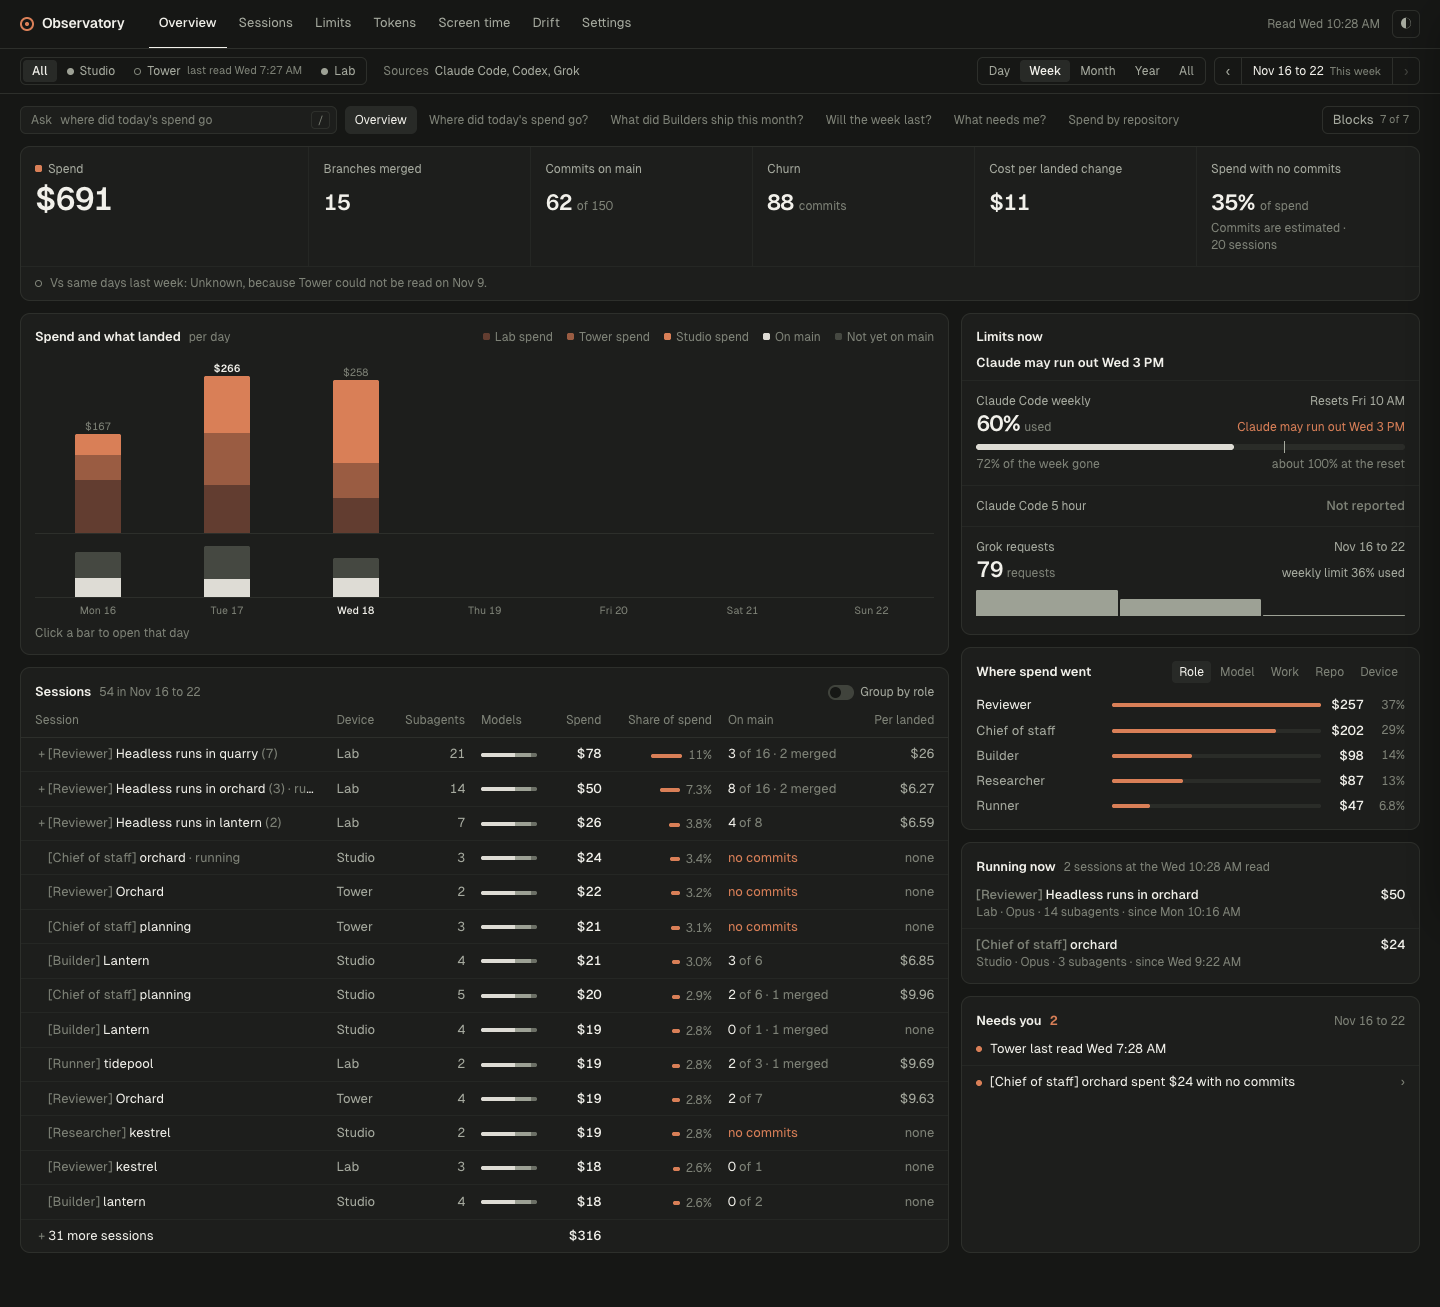 Observatory
Overview Sessions Limits Tokens Screen time Drift Settings
Read Wed 10:28 AM
All Studio Tower last read Wed 7:27 AM Lab
Sources Claude Code, Codex, Grok
Day Week Month Year All
‹ Nov 16 to 22 This week ›
Ask where did today's spend go /
Overview Where did today's spend go? What did Builders ship this month? Will the week last? What needs me? Spend by repository
Blocks 7 of 7
Spend
$691
Branches merged
15
Commits on main
62 of 150
Churn
88 commits
Cost per landed change
$11
Spend with no commits
35% of spend
Commits are estimated ·
20 sessions
Vs same days last week: Unknown, because Tower could not be read on Nov 9.
Spend and what landed per day
Lab spend Tower spend Studio spend On main Not yet on main
$167 $266 $258
Mon 16 Tue 17 Wed 18 Thu 19 Fri 20 Sat 21 Sun 22
Click a bar to open that day
Limits now
Claude may run out Wed 3 PM
Claude Code weekly Resets Fri 10 AM
60% used Claude may run out Wed 3 PM
72% of the week gone about 100% at the reset
Claude Code 5 hour Not reported
Grok requests Nov 16 to 22
79 requests weekly limit 36% used
Sessions 54 in Nov 16 to 22
Group by role
Session Device Subagents Models Spend Share of spend On main Per landed
+ [Reviewer] Headless runs in quarry (7) Lab 21 $78 11% 3 of 16 · 2 merged $26
+ [Reviewer] Headless runs in orchard (3) · ru… Lab 14 $50 7.3% 8 of 16 · 2 merged $6.27
+ [Reviewer] Headless runs in lantern (2) Lab 7 $26 3.8% 4 of 8 $6.59
[Chief of staff] orchard · running Studio 3 $24 3.4% no commits none
[Reviewer] Orchard Tower 2 $22 3.2% no commits none
[Chief of staff] planning Tower 3 $21 3.1% no commits none
[Builder] Lantern Studio 4 $21 3.0% 3 of 6 $6.85
[Chief of staff] planning Studio 5 $20 2.9% 2 of 6 · 1 merged $9.96
[Builder] Lantern Studio 4 $19 2.8% 0 of 1 · 1 merged none
[Runner] tidepool Lab 2 $19 2.8% 2 of 3 · 1 merged $9.69
[Reviewer] Orchard Tower 4 $19 2.8% 2 of 7 $9.63
[Researcher] kestrel Studio 2 $19 2.8% no commits none
[Reviewer] kestrel Lab 3 $18 2.6% 0 of 1 none
[Builder] lantern Studio 4 $18 2.6% 0 of 2 none
+ 31 more sessions $316
Where spend went
Role Model Work Repo Device
Reviewer $257 37%
Chief of staff $202 29%
Builder $98 14%
Researcher $87 13%
Runner $47 6.8%
Running now 2 sessions at the Wed 10:28 AM read
[Reviewer] Headless runs in orchard $50
Lab · Opus · 14 subagents · since Mon 10:16 AM
[Chief of staff] orchard $24
Studio · Opus · 3 subagents · since Wed 9:22 AM
Needs you 2 Nov 16 to 22
Tower last read Wed 7:28 AM
[Chief of staff] orchard spent $24 with no commits ›